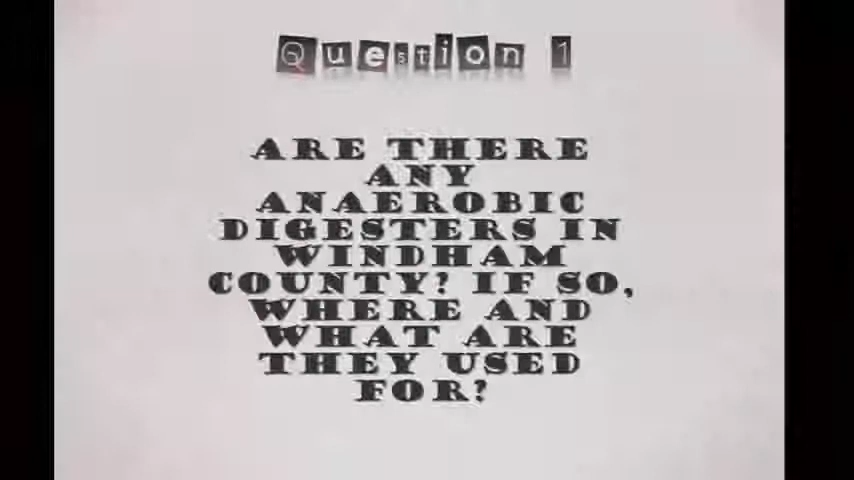 Question 1
ARE THERE
ANY
ANAEROBIC
DIGESTERS IN
WINDHAM
COUNTY? IF SO,
WHERE AND
WHAT ARE
THEY USED
FOR?